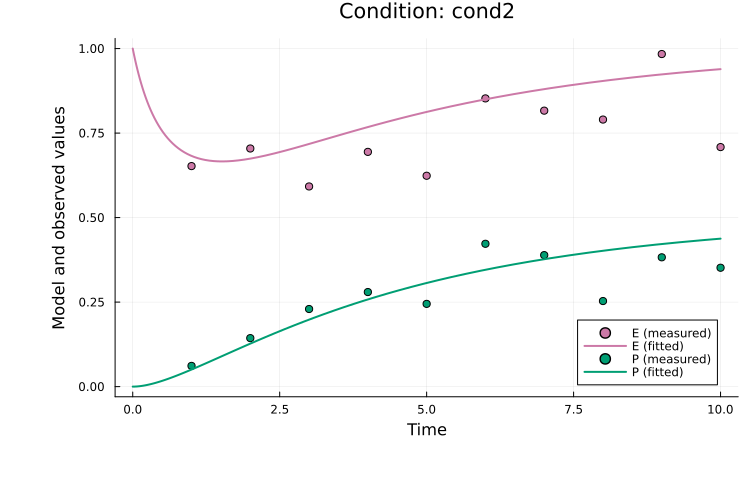 Condition: cond2
Model and observed values
1.00
0.75
0.50
0.25
0.00
E (measured)
E (fitted)
P (measured)
P (fitted)
0.0
2.5
5.0
7.5
10.0
Time